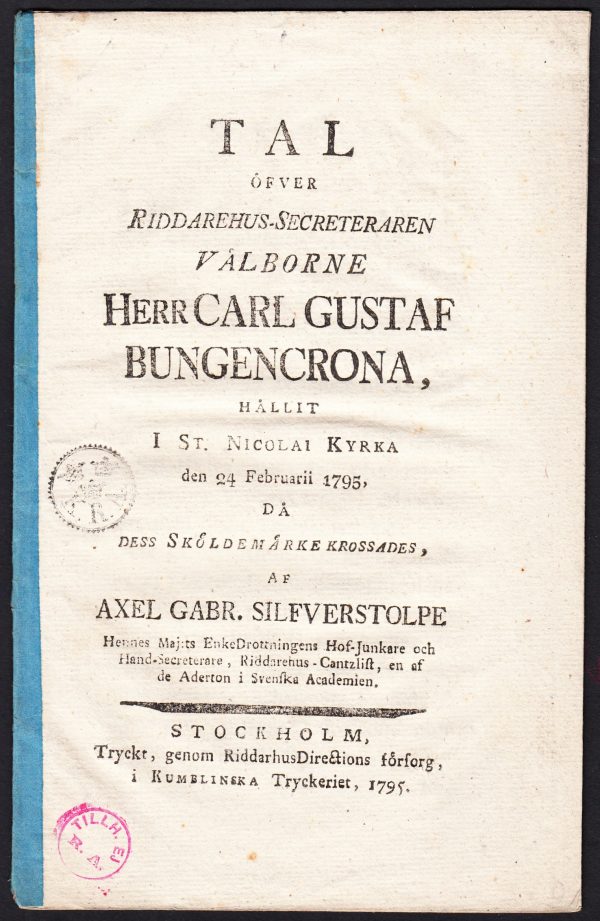 TAL
ÖFVER
RIDDAREHUS-SECRETERAREN
VÄLBORNE
HERR CARL GUSTAF
BUNGENCRONA,
HÅLLIT
I ST. NICOLAI KYRKA
den 24 Februarii 1795,
DÅ
DESS SKÖLDEMÄRKE KROSSADES,
AF
AXEL GABR. SILFVERSTOLPE
Hennes Maj:ts EnkeDrottningens Hof-Junkare och
Hand-Secreterare, Riddarehus-Cantzliſt, en af
de Aderton i Svenſka Academien.
STOCKHOLM,
Tryckt, genom RiddarhusDirections förſorg,
i KUMBLINSKA Tryckeriet, 1795.
TILLH. EJ
R. A.